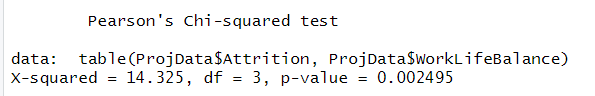 Pearson's Chi-squared test
data:  table(ProjData$Attrition, ProjData$WorkLifeBalance)
X-squared = 14.325, df = 3, p-value = 0.002495